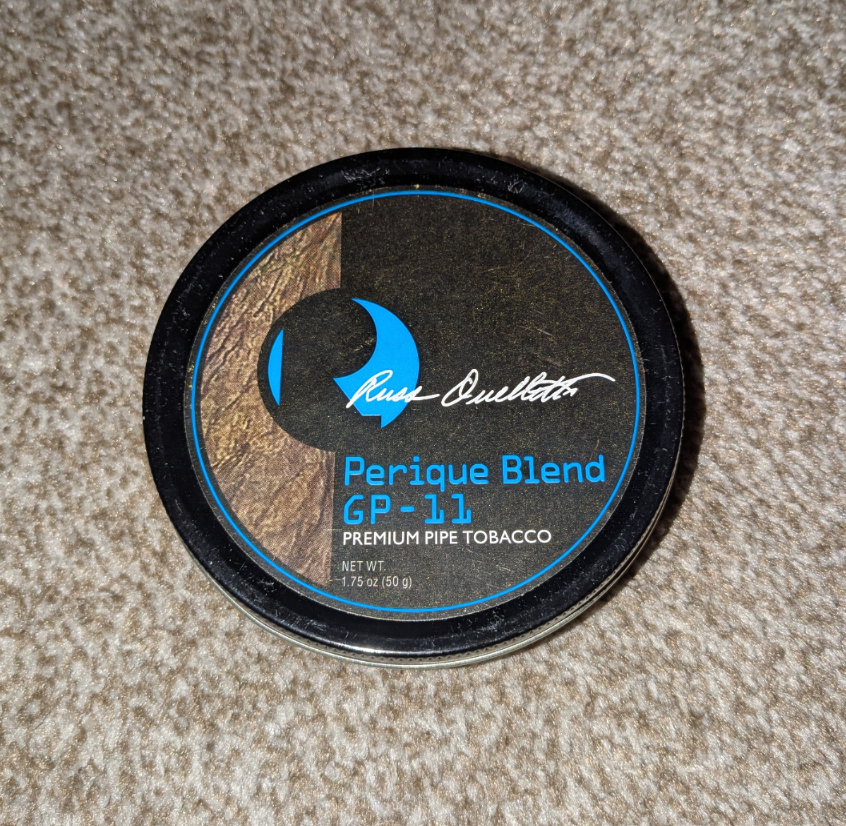 Russ Ouellette
Perique Blend
GP-11
PREMIUM PIPE TOBACCO
NET WT.
1.75 oz (50 g)